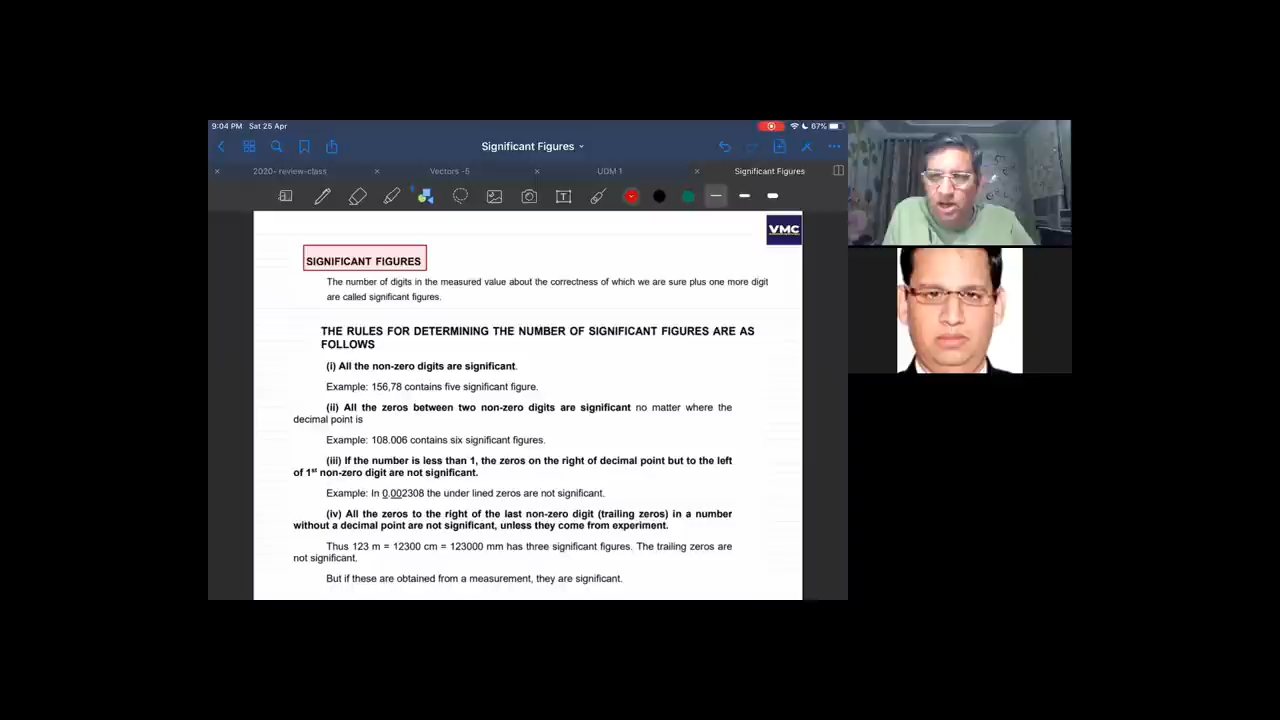 9:04 PM Sat 25 Apr
67%
Significant Figures
2020- review-class
Vectors -5
UDM 1
Significant Figures
VMC
SIGNIFICANT FIGURES
The number of digits in the measured value about the correctness of which we are sure plus one more digit
are called significant figures.
THE RULES FOR DETERMINING THE NUMBER OF SIGNIFICANT FIGURES ARE AS
FOLLOWS
(i) All the non-zero digits are significant.
Example: 156,78 contains five significant figure.
(ii) All the zeros between two non-zero digits are significant no matter where the
decimal point is
Example: 108.006 contains six significant figures.
(iii) If the number is less than 1, the zeros on the right of decimal point but to the left
of 1st non-zero digit are not significant.
Example: In 0.002308 the under lined zeros are not significant.
(iv) All the zeros to the right of the last non-zero digit (trailing zeros) in a number
without a decimal point are not significant, unless they come from experiment.
Thus 123 m = 12300 cm = 123000 mm has three significant figures. The trailing zeros are
not significant.
But if these are obtained from a measurement, they are significant.